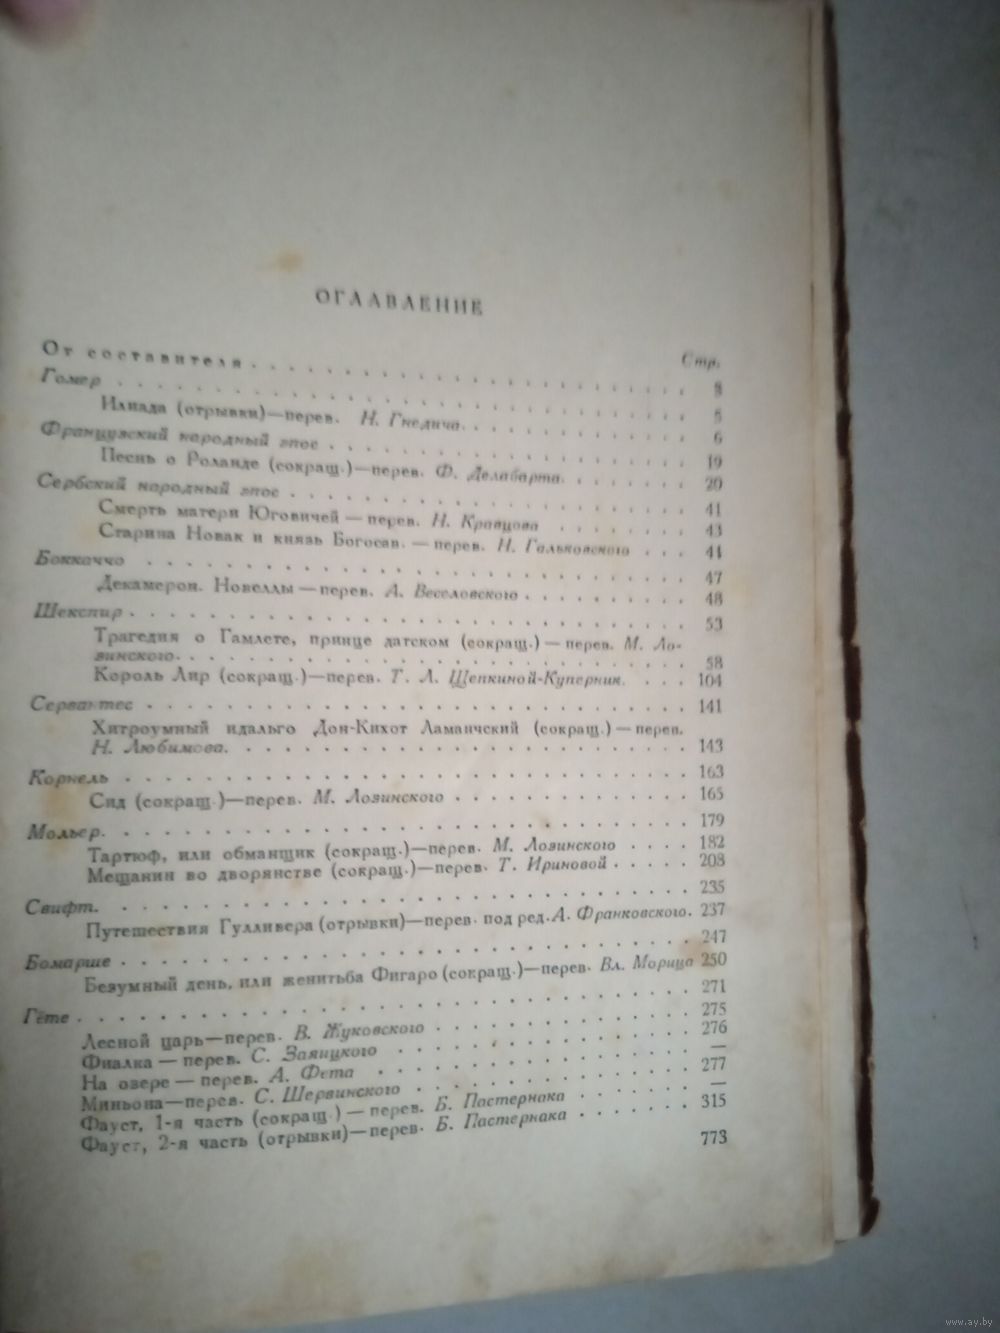 ОГЛАВЛЕНИЕ
Стр.
От составителя . . . 3
Гомер . . . 5
Илиада (отрывки)—перев. Н. Гнедича. . . . 6
Французский народный эпос . . . 19
Песнь о Роланде (сокращ.)—перев. Ф. Делабарта. . . . 20
Сербский народный эпос . . . 41
Смерть матери Юговичей — перев. Н. Кравцова . . . 43
Старина Новак и князь Богосав. — перев. Н. Гальковского . . . 44
Боккаччо . . . 47
Декамерон. Новеллы — перев. А. Веселовского . . . 48
Шекспир . . . 53
Трагедия о Гамлете, принце датском (сокращ.) — перев. М. Ло-
зинского. . . . 58
Король Лир (сокращ.)—перев. Т. Л. Щепкиной-Куперник. . . . 104
Сервантес . . . 141
Хитроумный идальго Дон-Кихот Ламанчский (сокращ.) — перев.
Н. Любимова. . . . 143
Корнель . . . 163
Сид (сокращ.)—перев. М. Лозинского . . . 165
Мольер. . . . 179
Тартюф, или обманщик (сокращ.)—перев. М. Лозинского . . . 182
Мещанин во дворянстве (сокращ.)—перев. Т. Ириновой . . . 208
Свифт. . . . 235
Путешествия Гулливера (отрывки)—перев. под ред. А. Франковского. 237
Бомарше . . . 247
Безумный день, или женитьба Фигаро (сокращ.)—перев. Вл. Морица 250
Гёте . . . 271
Лесной царь—перев. В. Жуковского . . . 275
Фиалка — перев. С. Заяицкого . . . 276
На озере — перев. А. Фета . . . —
Миньона—перев. С. Шервинского . . . 277
Фауст, 1-я часть (сокращ.) — перев. Б. Пастернака . . . —
Фауст, 2-я часть (отрывки)—перев. Б. Пастернака . . . 315
773
www.ay.by